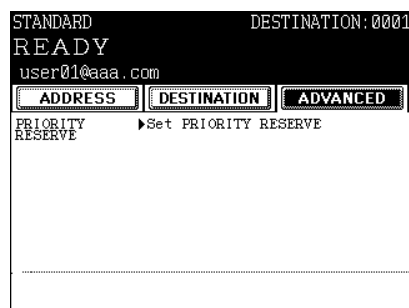 STANDARD DESTINATION:0001
READY
user01@aaa.com
ADDRESS DESTINATION ADVANCED
PRIORITY RESERVE ▶Set PRIORITY RESERVE